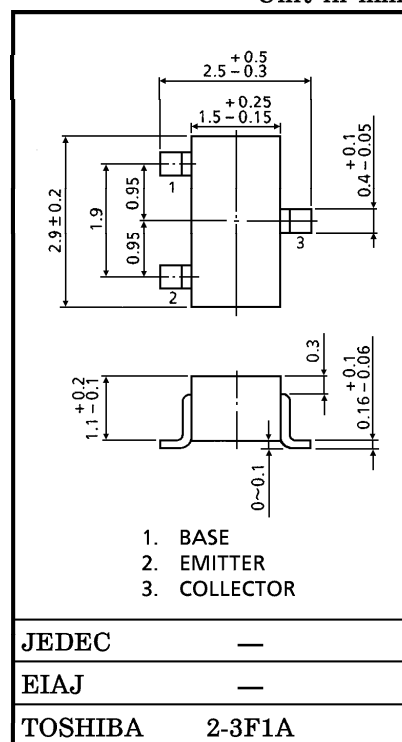 +0.5
2.5 − 0.3
+0.25
1.5 − 0.15
2.9 ± 0.2
1.9
0.95
0.95
1
2
3
+0.1
0.4 − 0.05
+0.2
1.1 − 0.1
0.3
+0.1
0.16 − 0.06
0~0.1
1. BASE
2. EMITTER
3. COLLECTOR
JEDEC —
EIAJ —
TOSHIBA 2-3F1A